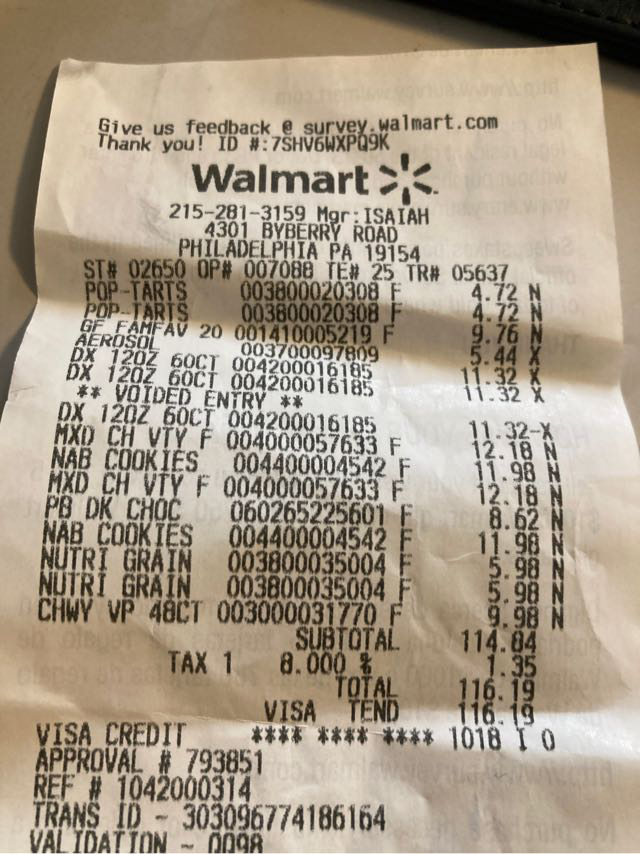 Give us feedback @ survey.walmart.com
Thank you! ID #:7SHV6WXPQ9K
Walmart
215-281-3159 Mgr:ISAIAH
4301 BYBERRY ROAD
PHILADELPHIA PA 19154
ST# 02650 OP# 007088 TE# 25 TR# 05637
POP-TARTS 003800020308 F 4.72 N
POP-TARTS 003800020308 F 4.72 N
GF FAMFAV 20 001410005219 F 9.76 N
AEROSOL 003700097809 5.44 X
DX 12OZ 60CT 004200016185 11.32 X
DX 12OZ 60CT 004200016185 11.32 X
** VOIDED ENTRY **
DX 12OZ 60CT 004200016185 11.32-X
MXD CH VTY F 004000057633 F 12.18 N
NAB COOKIES 004400004542 F 11.98 N
MXD CH VTY F 004000057633 F 12.18 N
PB DK CHOC 060265225601 F 8.62 N
NAB COOKIES 004400004542 F 11.98 N
NUTRI GRAIN 003800035004 F 5.98 N
NUTRI GRAIN 003800035004 F 5.98 N
CHWY VP 48CT 003000031770 F 9.98 N
SUBTOTAL 114.84
TAX 1 8.000 % 1.35
TOTAL 116.19
VISA TEND 116.19
VISA CREDIT **** **** **** 1018 I 0
APPROVAL # 793851
REF # 1042000314
TRANS ID - 303096774186164
VALIDATION - 0098